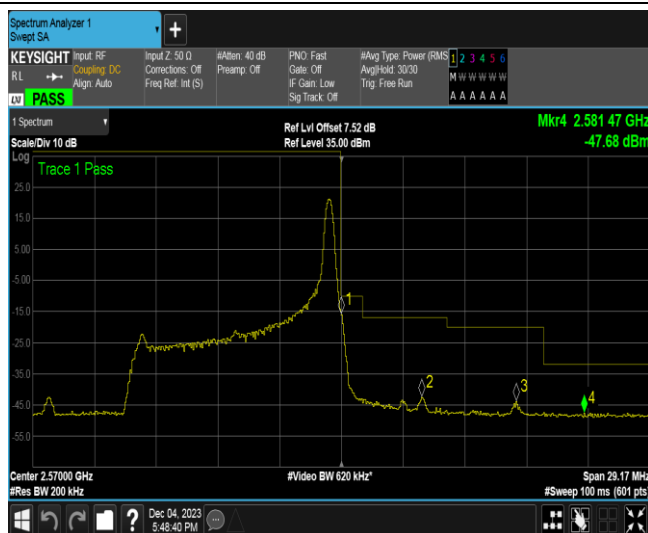 Spectrum Analyzer 1
Swept SA
KEYSIGHT Input: RF Input Z: 50 Ω #Atten: 40 dB PNO: Fast #Avg Type: Power (RMS 1 2 3 4 5 6
R L Coupling: DC Corrections: Off Preamp: Off Gate: Off Avg|Hold: 30/30 M W W W W W
Align: Auto Freq Ref: Int (S) IF Gain: Low Trig: Free Run
LXI PASS Sig Track: Off A A A A A A
1 Spectrum Ref Lvl Offset 7.52 dB Mkr4 2.581 47 GHz
Scale/Div 10 dB Ref Level 35.00 dBm -47.68 dBm
Log
Trace 1 Pass
25.0
15.0
5.00
-5.00
-15.0
1
-25.0
-35.0
2
3
-45.0
4
-55.0
Center 2.57000 GHz #Video BW 620 kHz* Span 29.17 MHz
#Res BW 200 kHz #Sweep 100 ms (601 pts)
? Dec 04, 2023
5:48:40 PM